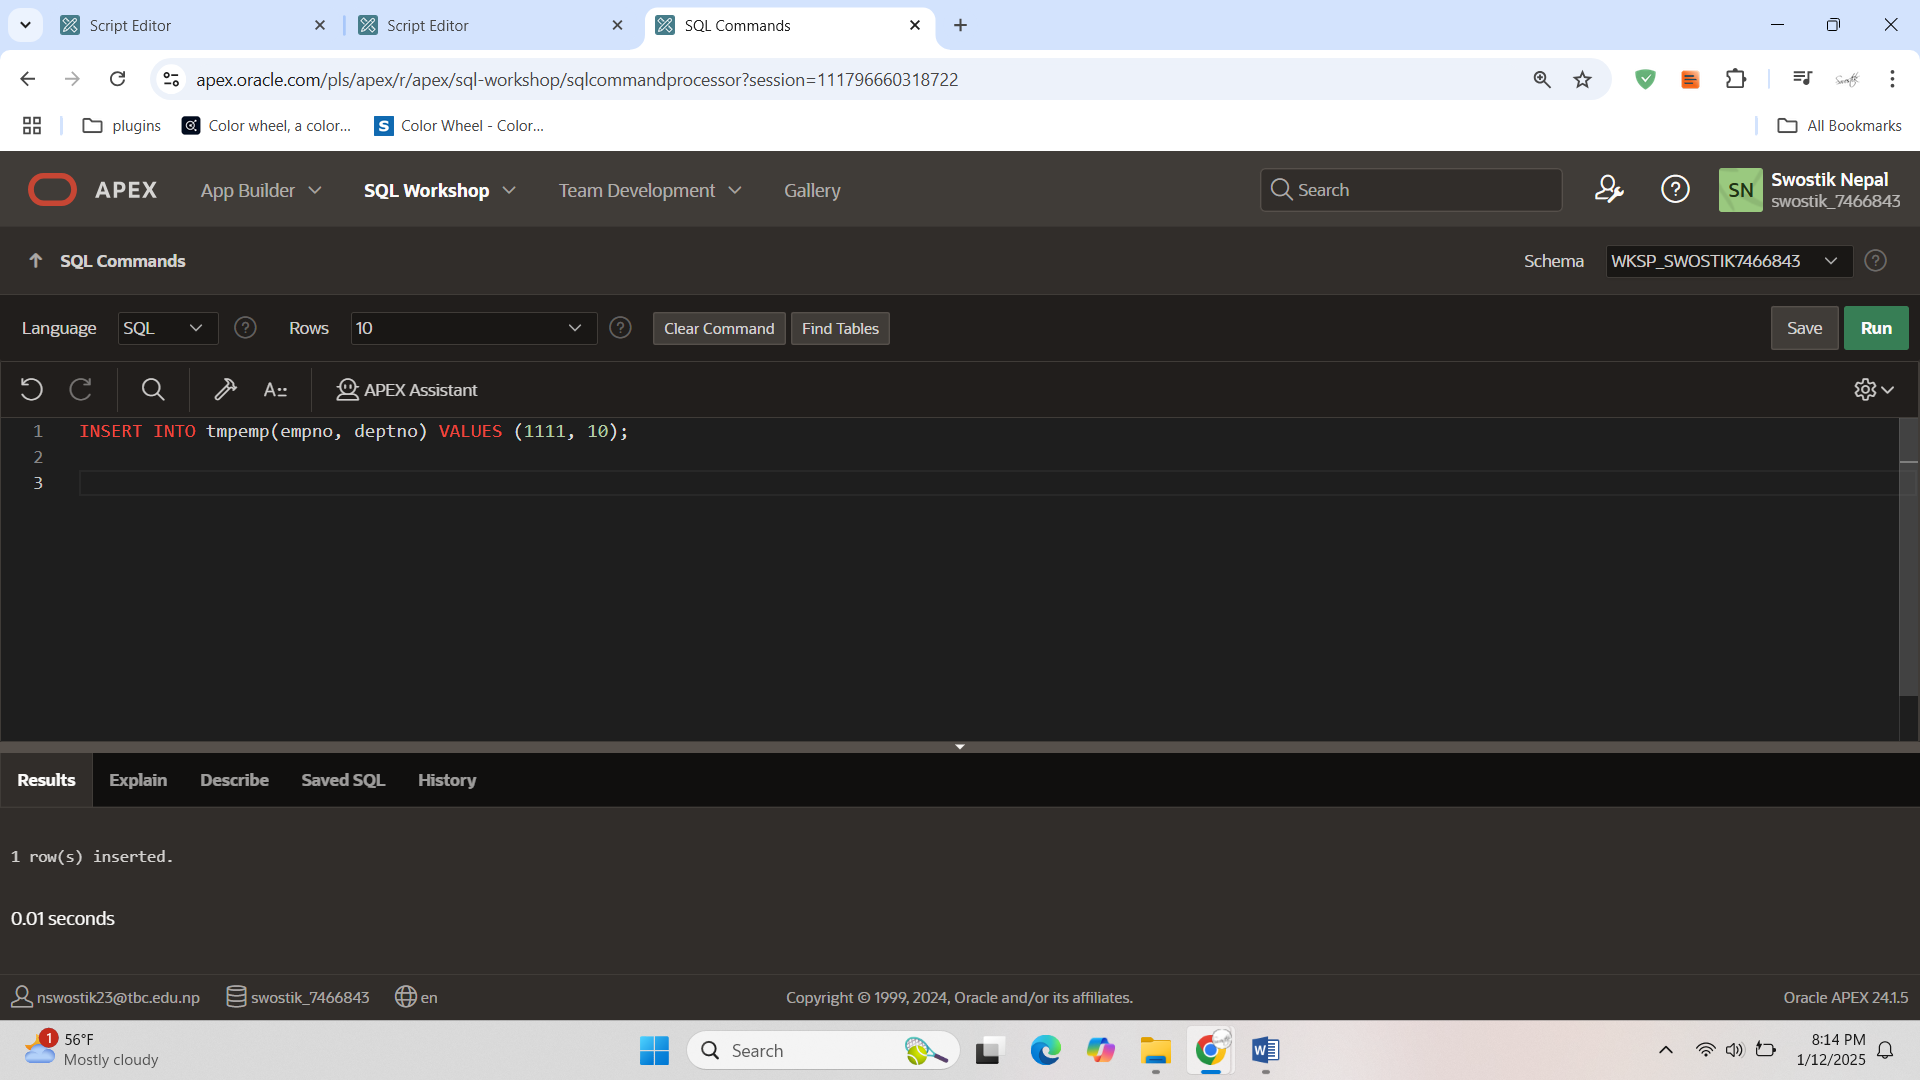 Script Editor
Script Editor
SQL Commands
apex.oracle.com/pls/apex/r/apex/sql-workshop/sqlcommandprocessor?session=111796660318722
plugins
Color wheel, a color...
S
Color Wheel - Color...
All Bookmarks
APEX
App Builder
SQL Workshop
Team Development
Gallery
Search
?
SN
Swostik Nepal
swostik_7466843
SQL Commands
Schema
WKSP_SWOSTIK7466843
?
Language
SQL
?
Rows
10
?
Clear Command
Find Tables
Save
Run
A
APEX Assistant
1 INSERT INTO tmpemp(empno, deptno) VALUES (1111, 10);
2
3
Results
Explain
Describe
Saved SQL
History
1 row(s) inserted.
0.01 seconds
nswostik23@tbc.edu.np
swostik_7466843
en
Copyright © 1999, 2024, Oracle and/or its affiliates.
Oracle APEX 24.1.5
1
56°F
Mostly cloudy
Search
W
8:14 PM
1/12/2025